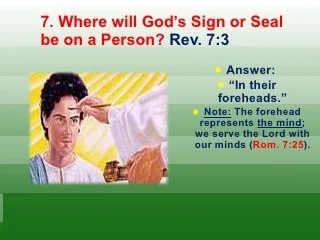 7. Where will God's Sign or Seal
be on a Person? Rev. 7:3
Answer:
“In their
foreheads.”
Note: The forehead
represents the mind;
we serve the Lord with
our minds (Rom. 7:25).